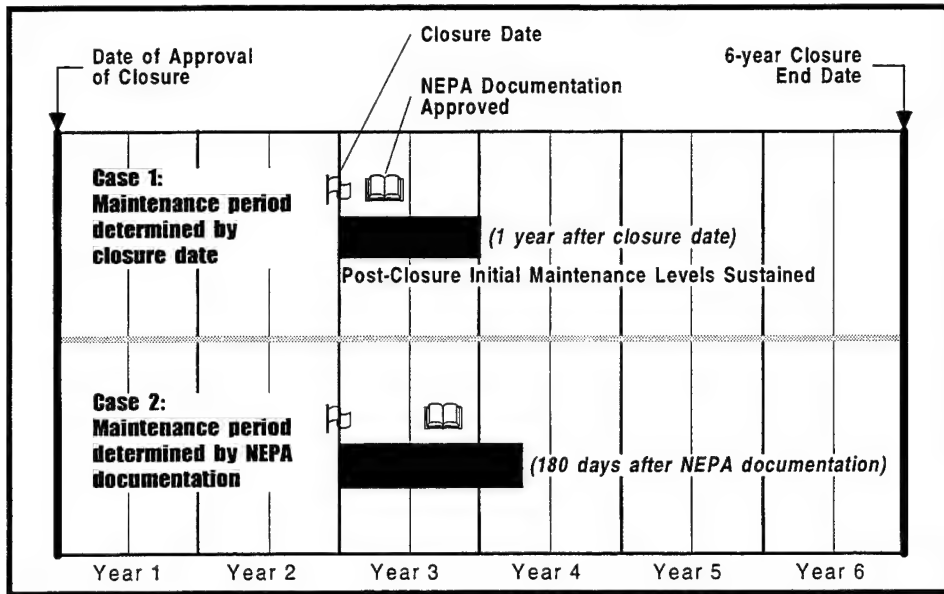 Closure Date
Date of Approval
of Closure
6-year Closure
End Date
NEPA Documentation
Approved
Case 1:
Maintenance period
determined by
closure date
(1 year after closure date)
Post-Closure Initial Maintenance Levels Sustained
Case 2:
Maintenance period
determined by NEPA
documentation
(180 days after NEPA documentation)
Year 1 Year 2 Year 3 Year 4 Year 5 Year 6